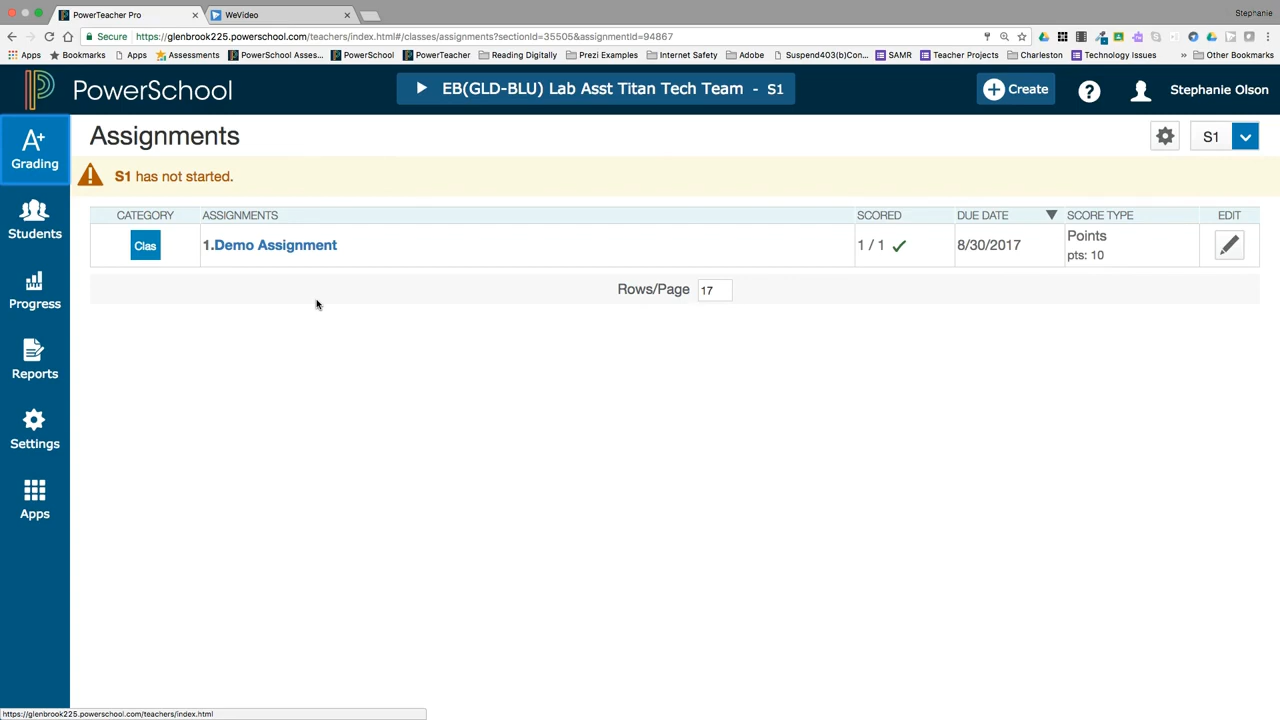 PowerTeacher Pro
WeVideo
Stephanie
Secure https://glenbrook225.powerschool.com/teachers/index.html#/classes/assignments?sectionId=35505&assignmentId=94867
Apps Bookmarks Apps Assessments PowerSchool Asses... PowerSchool PowerTeacher Reading Digitally Prezi Examples Internet Safety Adobe Suspend403(b)Con... SAMR Teacher Projects Charleston Technology Issues » Other Bookmarks
PowerSchool
EB(GLD-BLU) Lab Asst Titan Tech Team - S1
Create
?
Stephanie Olson
A+
Grading
Students
Progress
Reports
Settings
Apps
Assignments
S1
S1 has not started.
CATEGORY ASSIGNMENTS SCORED DUE DATE SCORE TYPE EDIT
Clas 1.Demo Assignment 1 / 1 8/30/2017 Points
pts: 10
Rows/Page 17
https://glenbrook225.powerschool.com/teachers/index.html